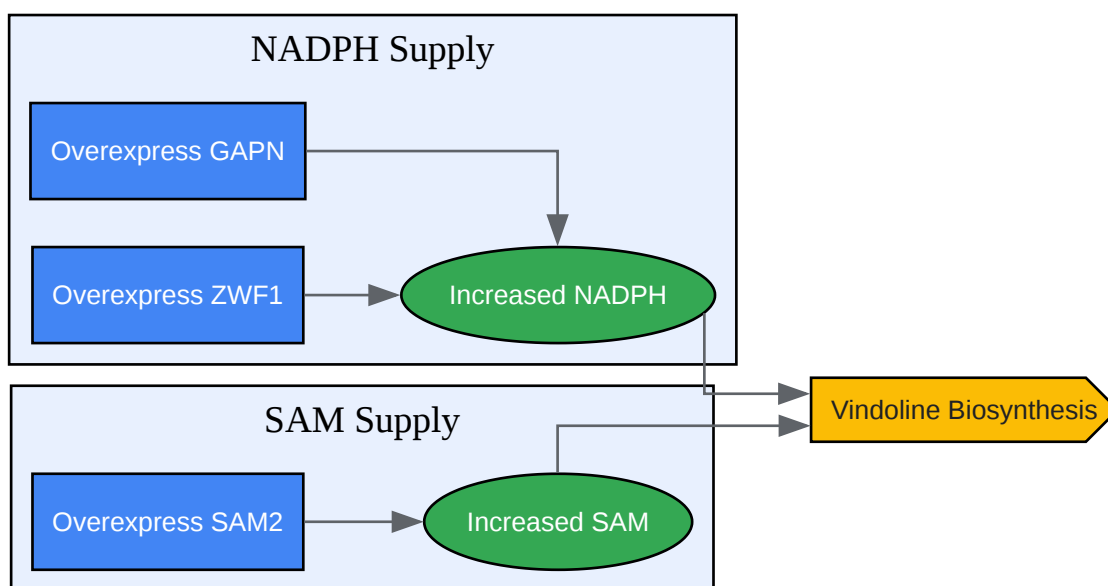 NADPH Supply
Overexpress GAPN
Overexpress ZWF1
Increased NADPH
Vindoline Biosynthesis
SAM Supply
Overexpress SAM2
Increased SAM